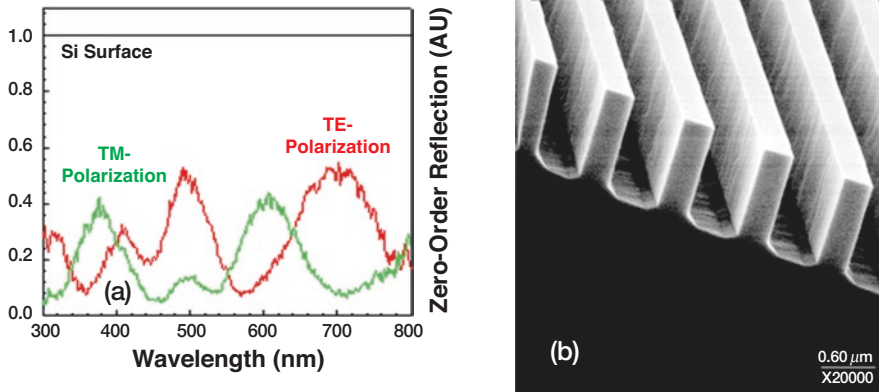 1.0
0.8
0.6
0.4
0.2
0.0
Si Surface
TM-
Polarization
TE-
Polarization
(a)
300 400 500 600 700 800
Wavelength (nm)
Zero-Order Reflection (AU)
(b)
0.60 μm
X20000